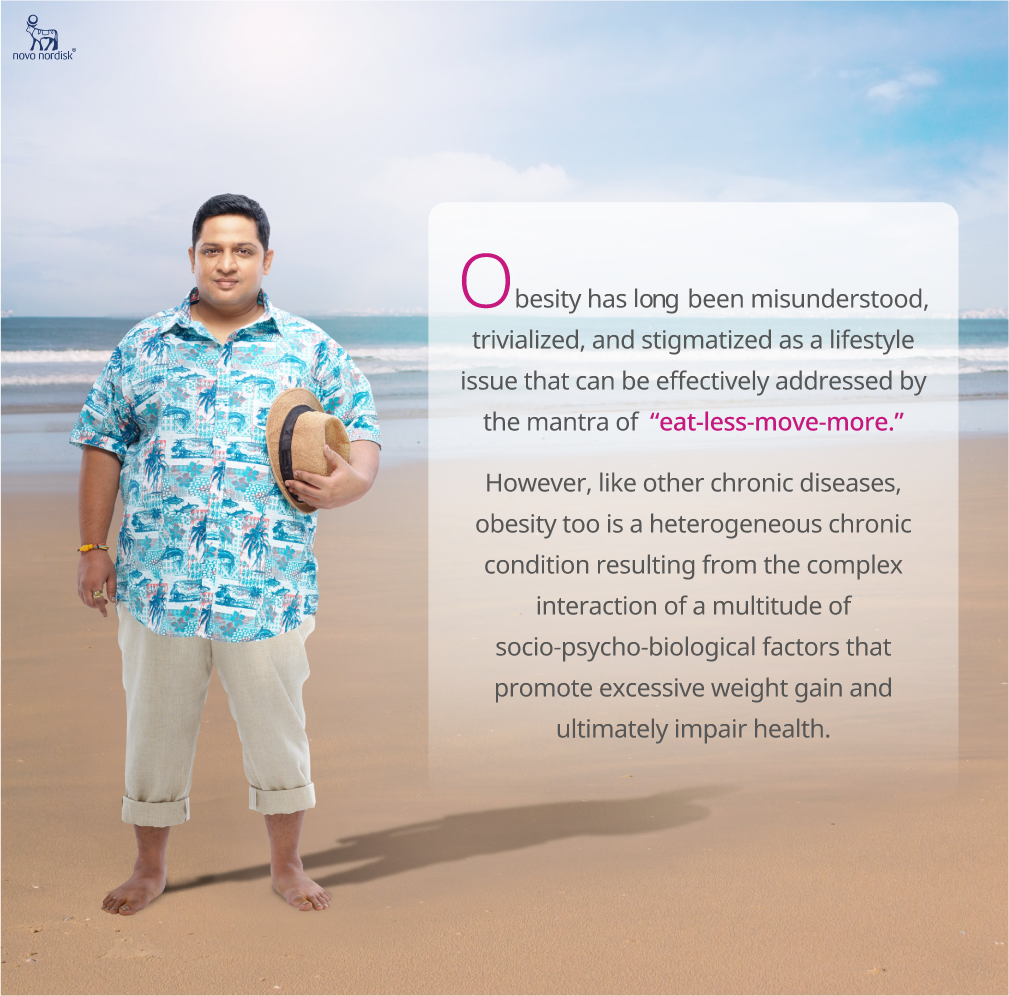 novo nordisk®
Obesity has long been misunderstood,
trivialized, and stigmatized as a lifestyle
issue that can be effectively addressed by
the mantra of “eat-less-move-more.”
However, like other chronic diseases,
obesity too is a heterogeneous chronic
condition resulting from the complex
interaction of a multitude of
socio-psycho-biological factors that
promote excessive weight gain and
ultimately impair health.